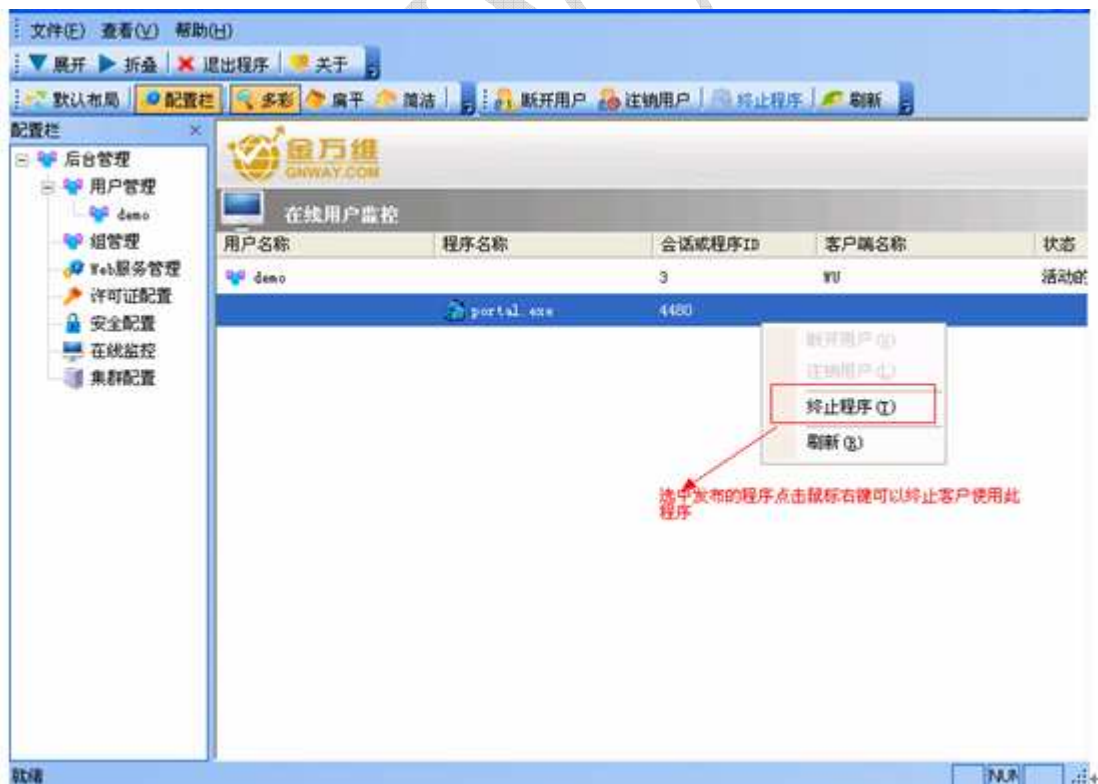 文件(F) 查看(V) 帮助(H)
展开 折叠 退出程序 关于
默认布局 配置栏 多彩 扁平 简洁 断开用户 注销用户 终止程序 刷新
配置栏
后台管理
用户管理
demo
组管理
Web服务管理
许可证配置
安全配置
在线监控
集群配置
金万维
GNWAY.COM
在线用户监控
用户名称 程序名称 会话或程序ID 客户端名称 状态
demo 3 WU 活动的
portal.exe 4480
断开用户
注销用户(L)
终止程序(T)
刷新(R)
选中发布的程序点击鼠标右键可以终止客户使用此
程序
就绪 NUM